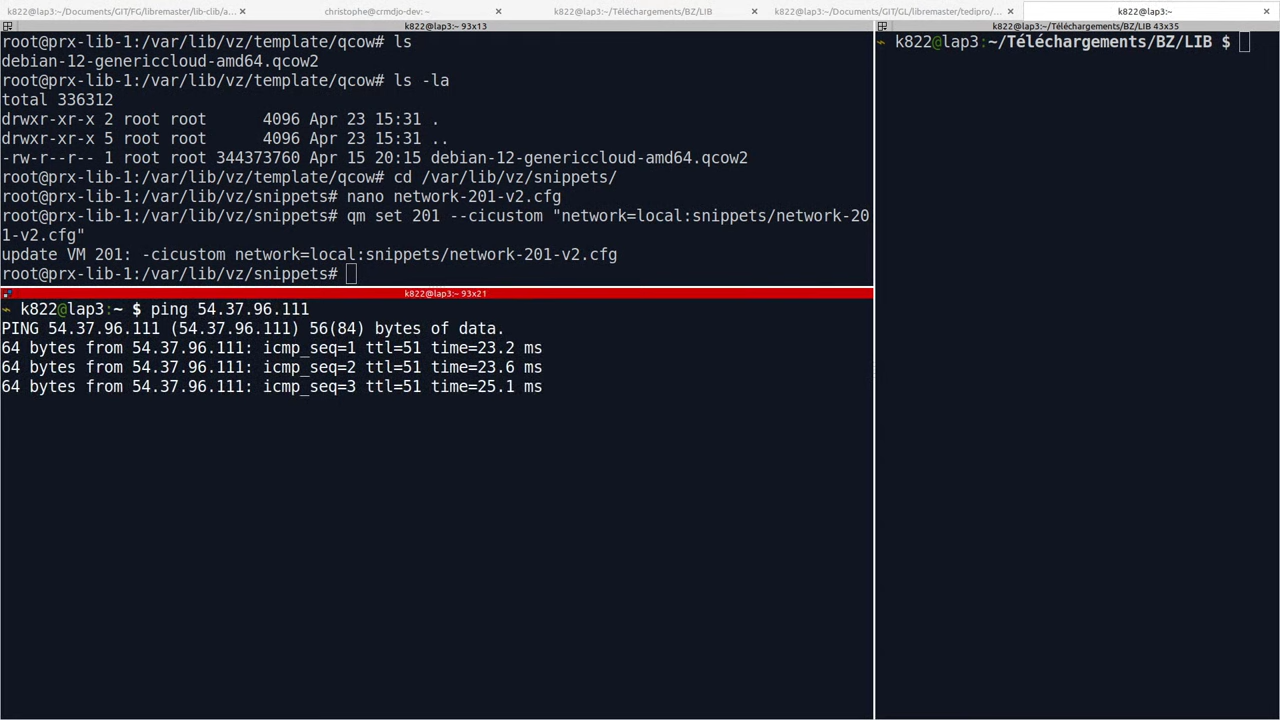 k822@lap3:~/Documents/GIT/FG/libremaster/lib-clib/a...
christophe@crmdjo-dev: ~
k822@lap3:~/Téléchargements/BZ/LIB
k822@lap3:~/Documents/GIT/GL/libremaster/tedipro/...
k822@lap3:~
k822@lap3:~ 93x13
root@prx-lib-1:/var/lib/vz/template/qcow# ls
debian-12-genericcloud-amd64.qcow2
root@prx-lib-1:/var/lib/vz/template/qcow# ls -la
total 336312
drwxr-xr-x 2 root root      4096 Apr 23 15:31 .
drwxr-xr-x 5 root root      4096 Apr 23 15:31 ..
-rw-r--r-- 1 root root 344373760 Apr 15 20:15 debian-12-genericcloud-amd64.qcow2
root@prx-lib-1:/var/lib/vz/template/qcow# cd /var/lib/vz/snippets/
root@prx-lib-1:/var/lib/vz/snippets# nano network-201-v2.cfg
root@prx-lib-1:/var/lib/vz/snippets# qm set 201 --cicustom "network=local:snippets/network-20
1-v2.cfg"
update VM 201: -cicustom network=local:snippets/network-201-v2.cfg
root@prx-lib-1:/var/lib/vz/snippets#
k822@lap3:~ 93x21
k822@lap3:~ $ ping 54.37.96.111
PING 54.37.96.111 (54.37.96.111) 56(84) bytes of data.
64 bytes from 54.37.96.111: icmp_seq=1 ttl=51 time=23.2 ms
64 bytes from 54.37.96.111: icmp_seq=2 ttl=51 time=23.6 ms
64 bytes from 54.37.96.111: icmp_seq=3 ttl=51 time=25.1 ms
k822@lap3:~/Téléchargements/BZ/LIB 43x35
k822@lap3:~/Téléchargements/BZ/LIB $